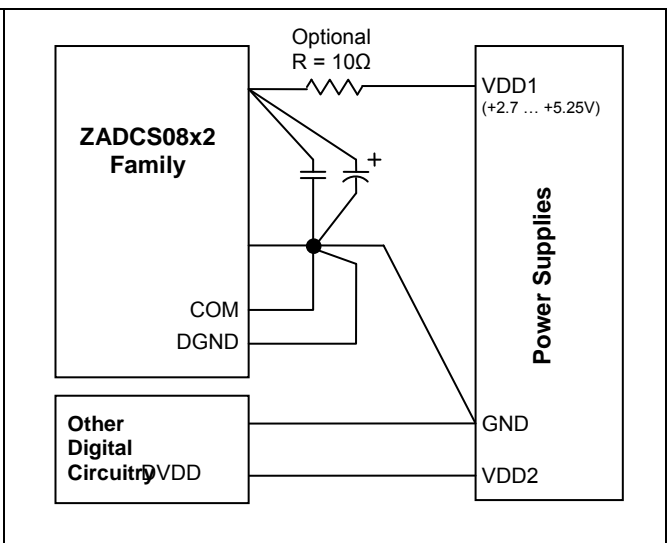 Optional
R = 10Ω
VDD1
(+2.7 … +5.25V)
ZADCS08x2
Family
+
Power Supplies
COM
DGND
Other
Digital
Circuitry
DVDD
GND
VDD2